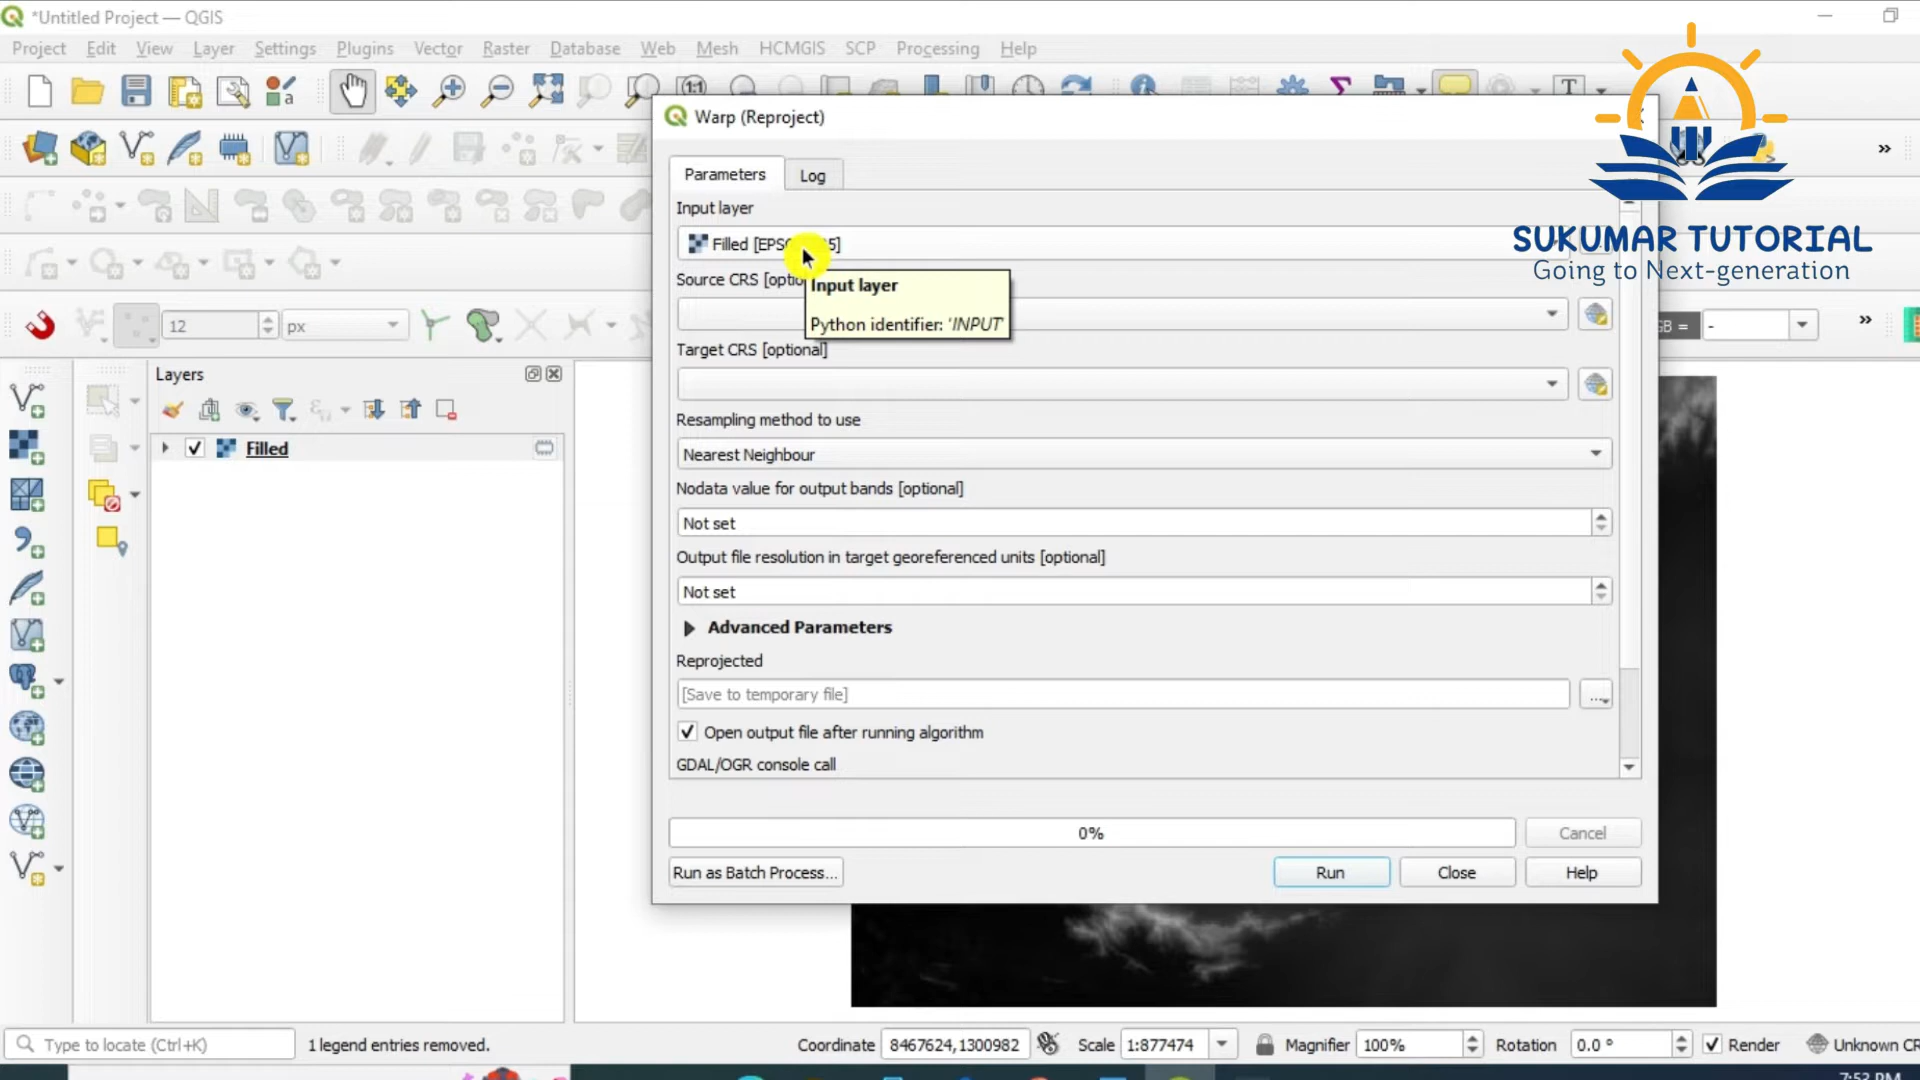 *Untitled Project — QGIS
Project Edit View Layer Settings Plugins Vector Raster Database Web Mesh HCMGIS SCP Processing Help
Warp (Reproject)
Parameters Log
Input layer
Filled [EPS 5]
Source CRS [optio
Input layer
Python identifier: 'INPUT'
Target CRS [optional]
Resampling method to use
Nearest Neighbour
Nodata value for output bands [optional]
Not set
Output file resolution in target georeferenced units [optional]
Not set
Advanced Parameters
Reprojected
[Save to temporary file]
...
Open output file after running algorithm
GDAL/OGR console call
0%
Cancel
Run as Batch Process...
Run Close Help
SUKUMAR TUTORIAL
Going to Next-generation
12 px
GB = -
Layers
Filled
Type to locate (Ctrl+K) 1 legend entries removed. Coordinate 8467624,1300982 Scale 1:877474 Magnifier 100% Rotation 0.0 ° Render Unknown CR
7:53 PM